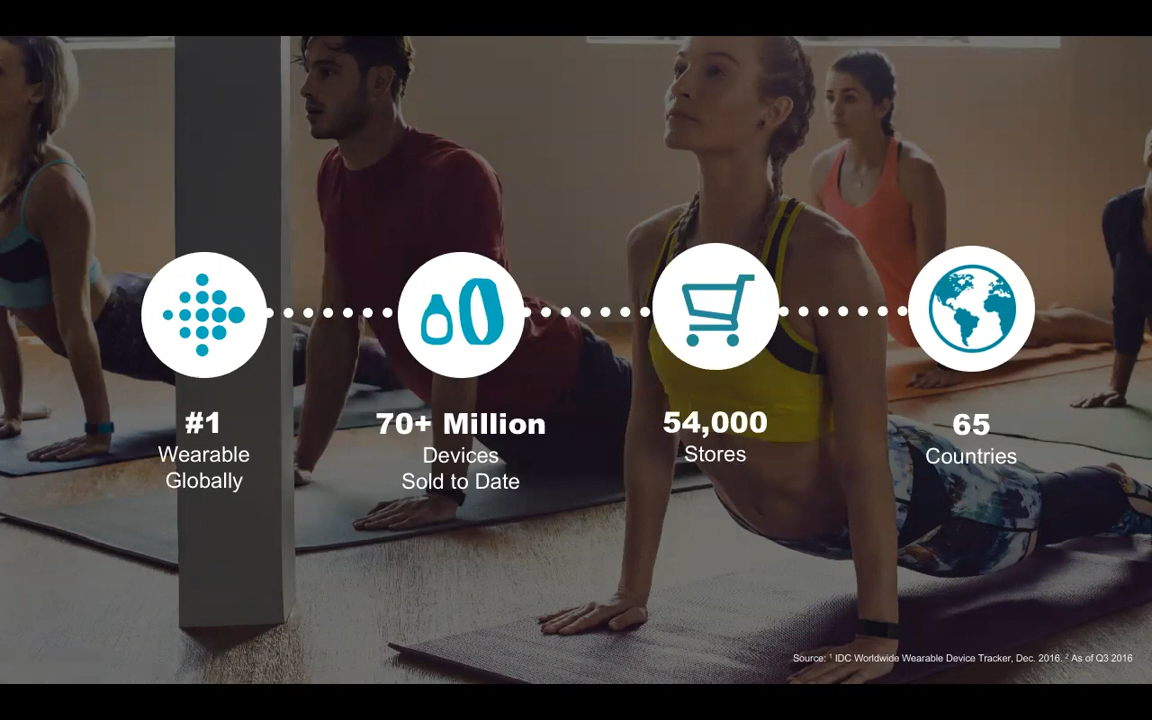 #1
Wearable
Globally
70+ Million
Devices
Sold to Date
54,000
Stores
65
Countries
Source: ¹ IDC Worldwide Wearable Device Tracker, Dec. 2016. ² As of Q3 2016